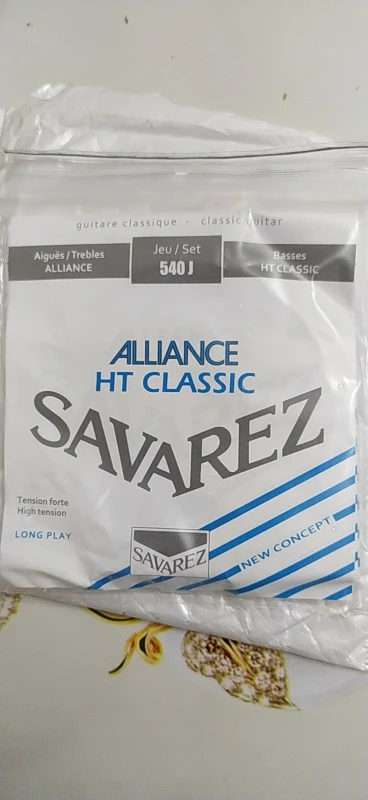 guitare classique - classic guitar
Aiguës / Trebles
ALLIANCE
Jeu / Set
540 J
Basses
HT CLASSIC
ALLIANCE
HT CLASSIC
SAVAREZ
Tension forte
High tension
LONG PLAY
SAVAREZ
NEW CONCEPT